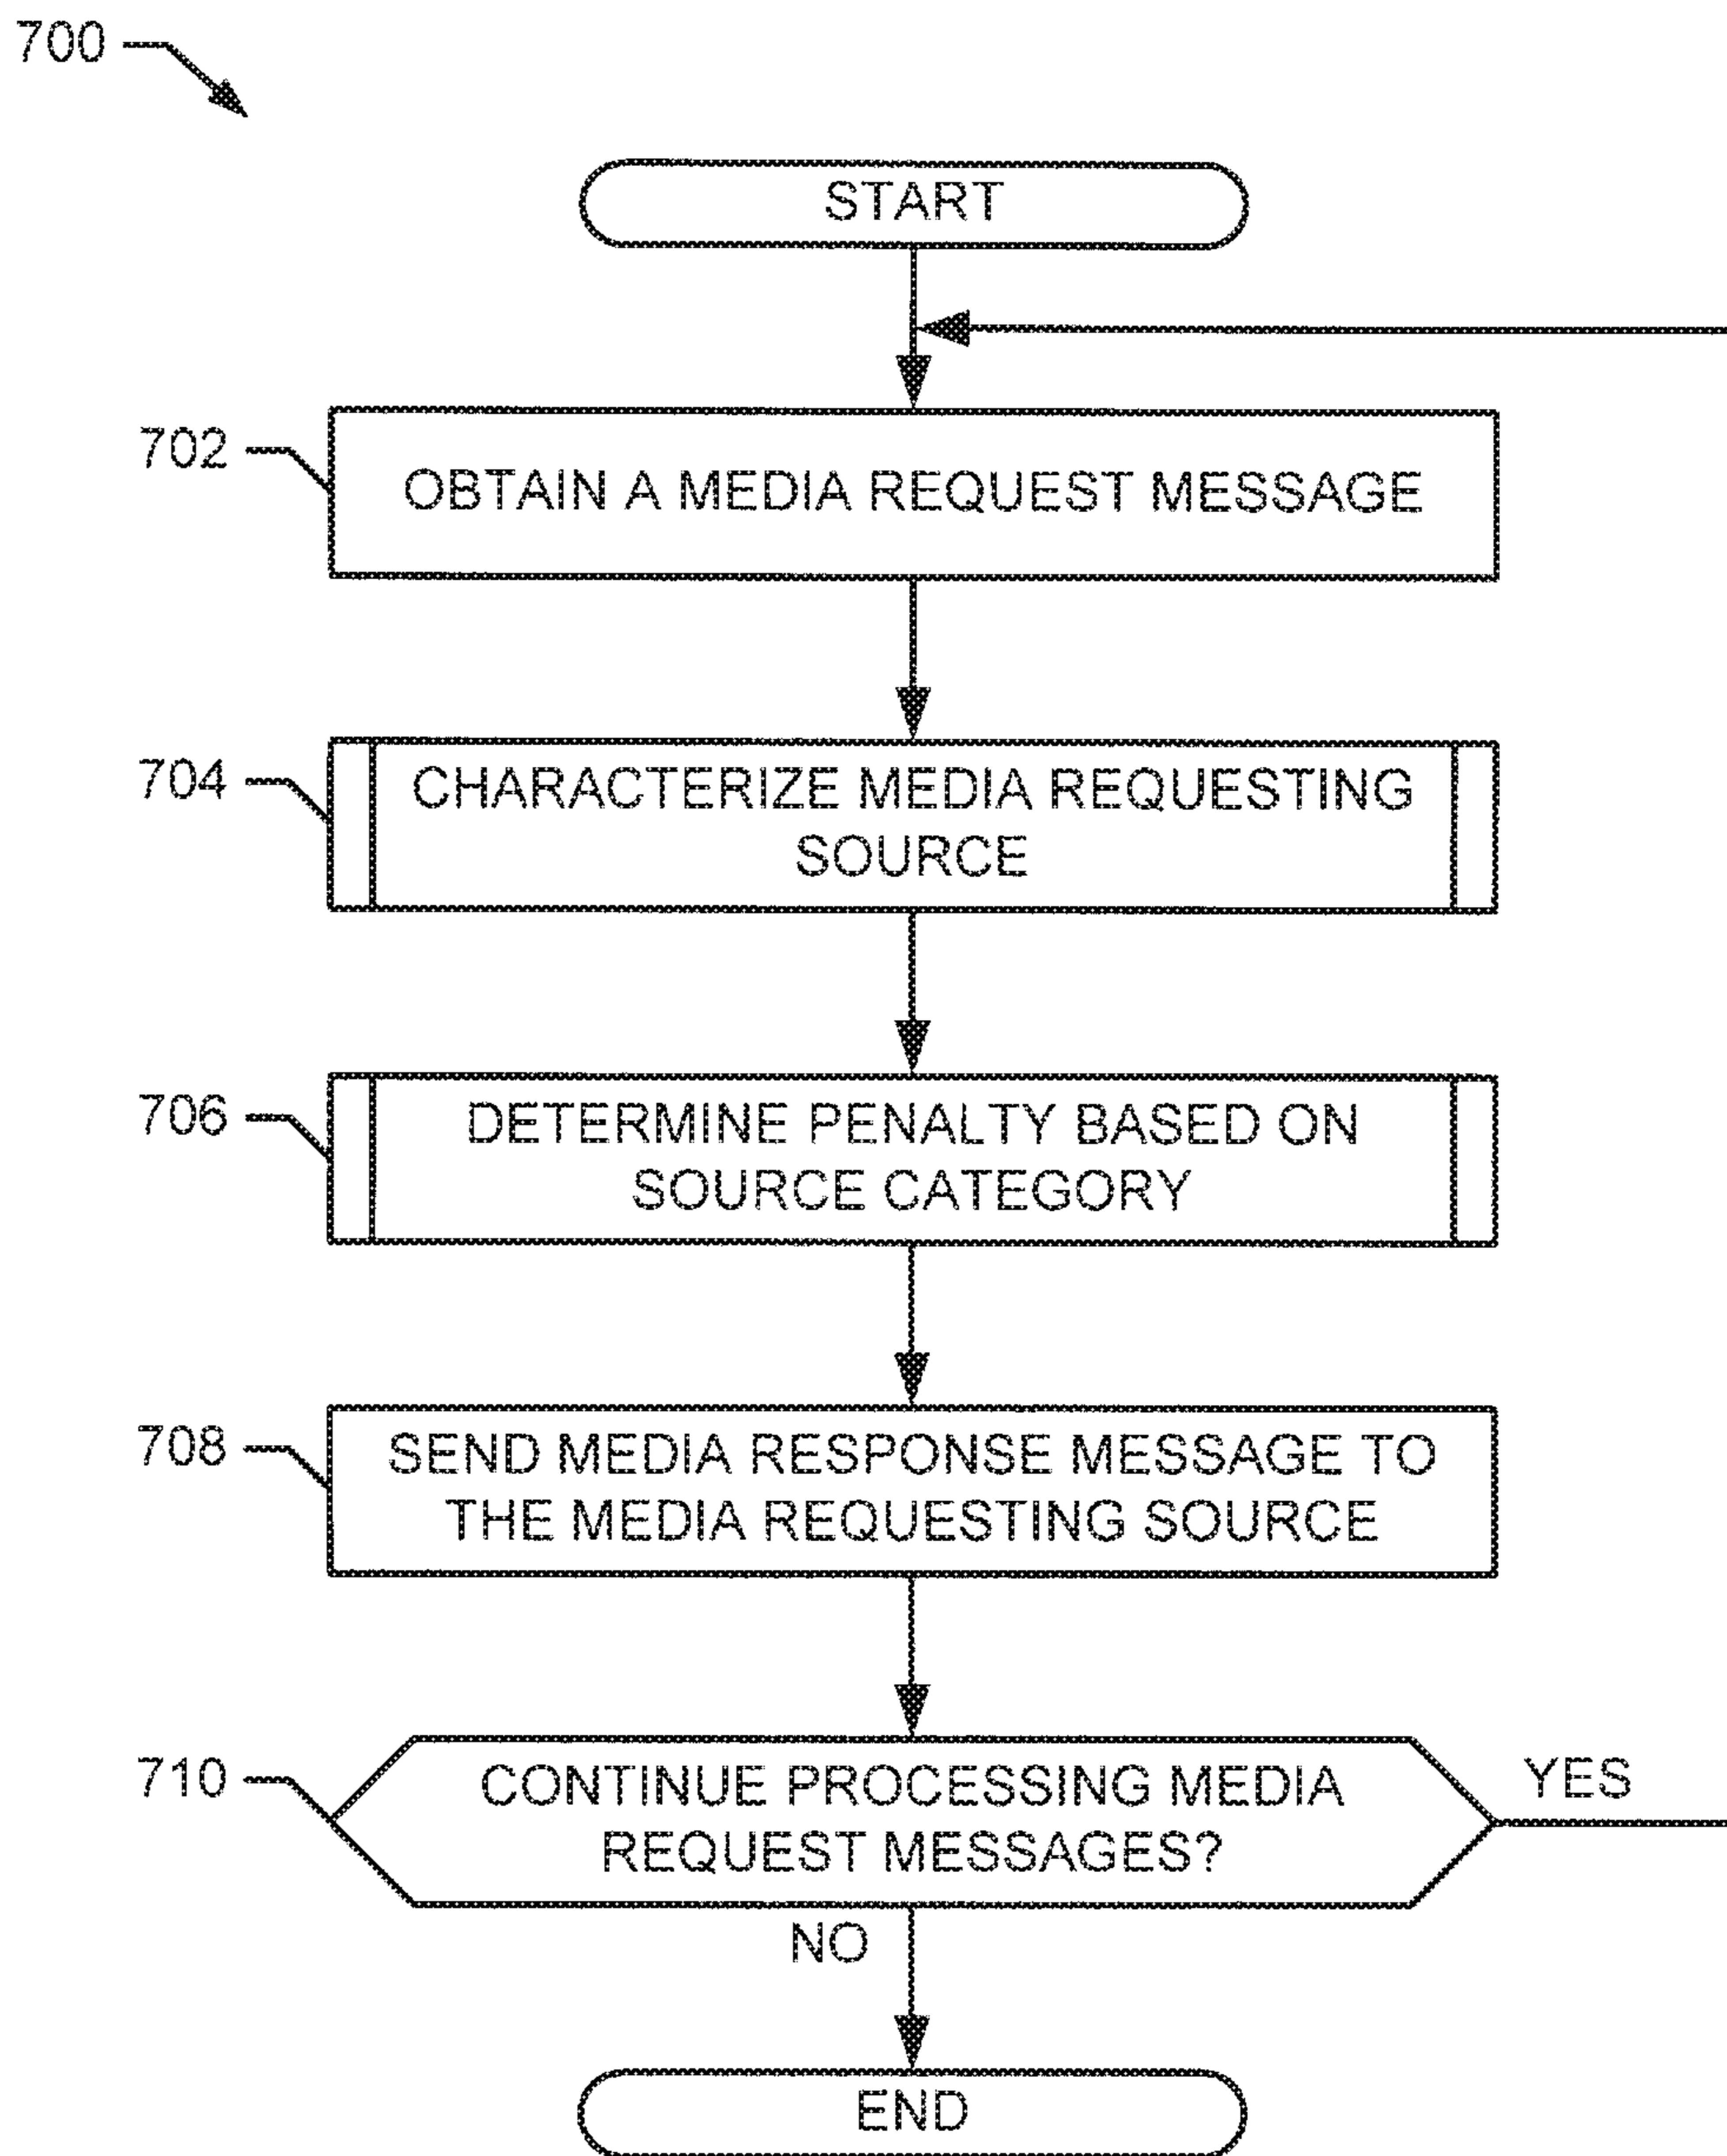 700
START
702
OBTAIN A MEDIA REQUEST MESSAGE
704
CHARACTERIZE MEDIA REQUESTING
SOURCE
706
DETERMINE PENALTY BASED ON
SOURCE CATEGORY
708
SEND MEDIA RESPONSE MESSAGE TO
THE MEDIA REQUESTING SOURCE
710
CONTINUE PROCESSING MEDIA
REQUEST MESSAGES?
YES
NO
END